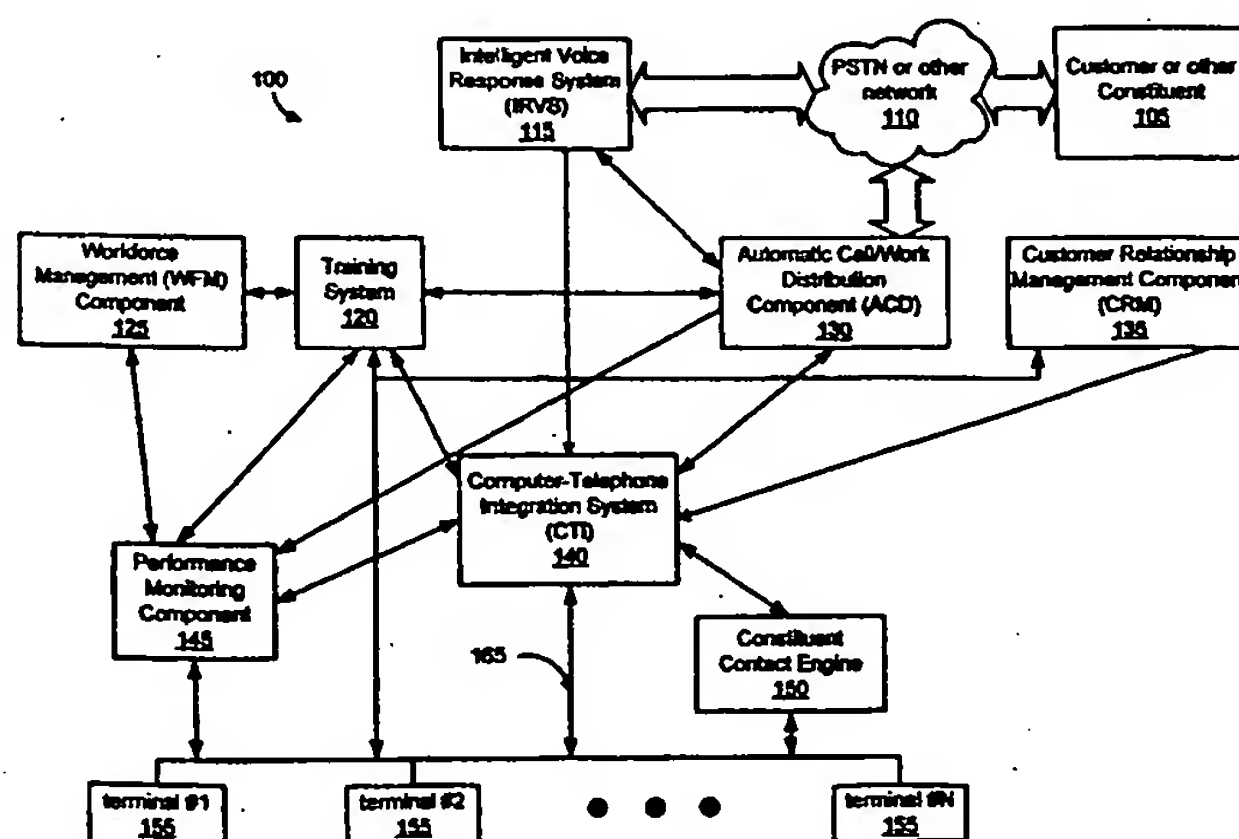 100
Intelligent Voice
Response System
(IRVS)
115
PSTN or other
network
110
Customer or other
Constituent
105
Workforce
Management (WFM)
Component
125
Training
System
120
Automatic Call/Work
Distribution
Component (ACD)
130
Customer Relationship
Management Component
(CRM)
135
Computer-Telephone
Integration System
(CTI)
140
Performance
Monitoring
Component
145
165
Constituent
Contact Engine
150
terminal #1
155
terminal #2
155
terminal #N
155